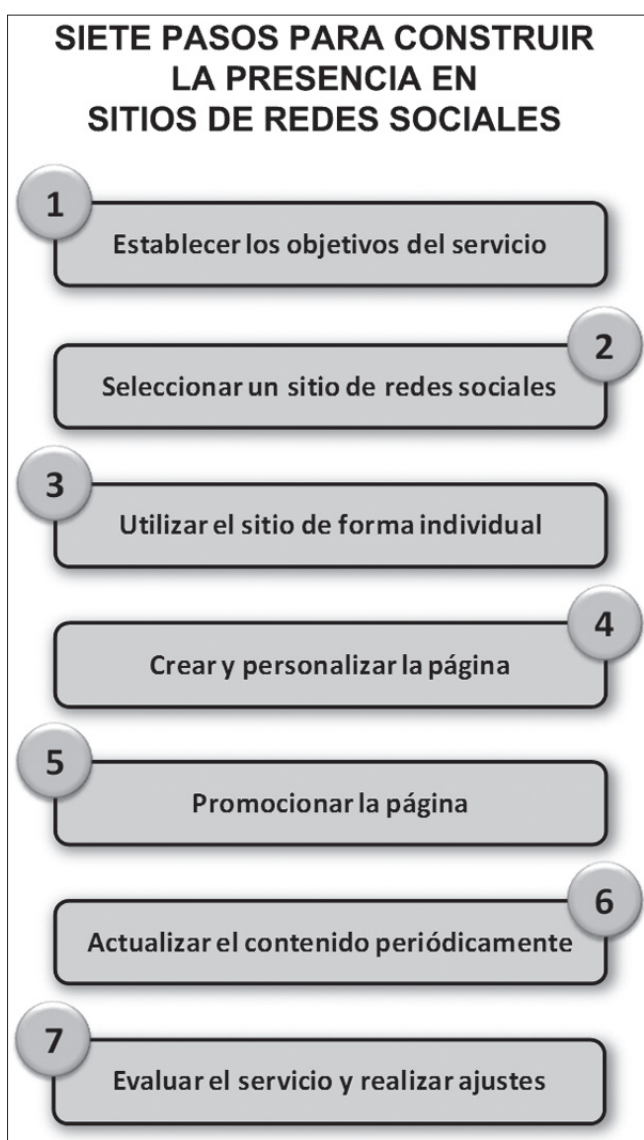 SIETE PASOS PARA CONSTRUIR
LA PRESENCIA EN
SITIOS DE REDES SOCIALES
1
Establecer los objetivos del servicio
2
Seleccionar un sitio de redes sociales
3
Utilizar el sitio de forma individual
4
Crear y personalizar la página
5
Promocionar la página
6
Actualizar el contenido periódicamente
7
Evaluar el servicio y realizar ajustes